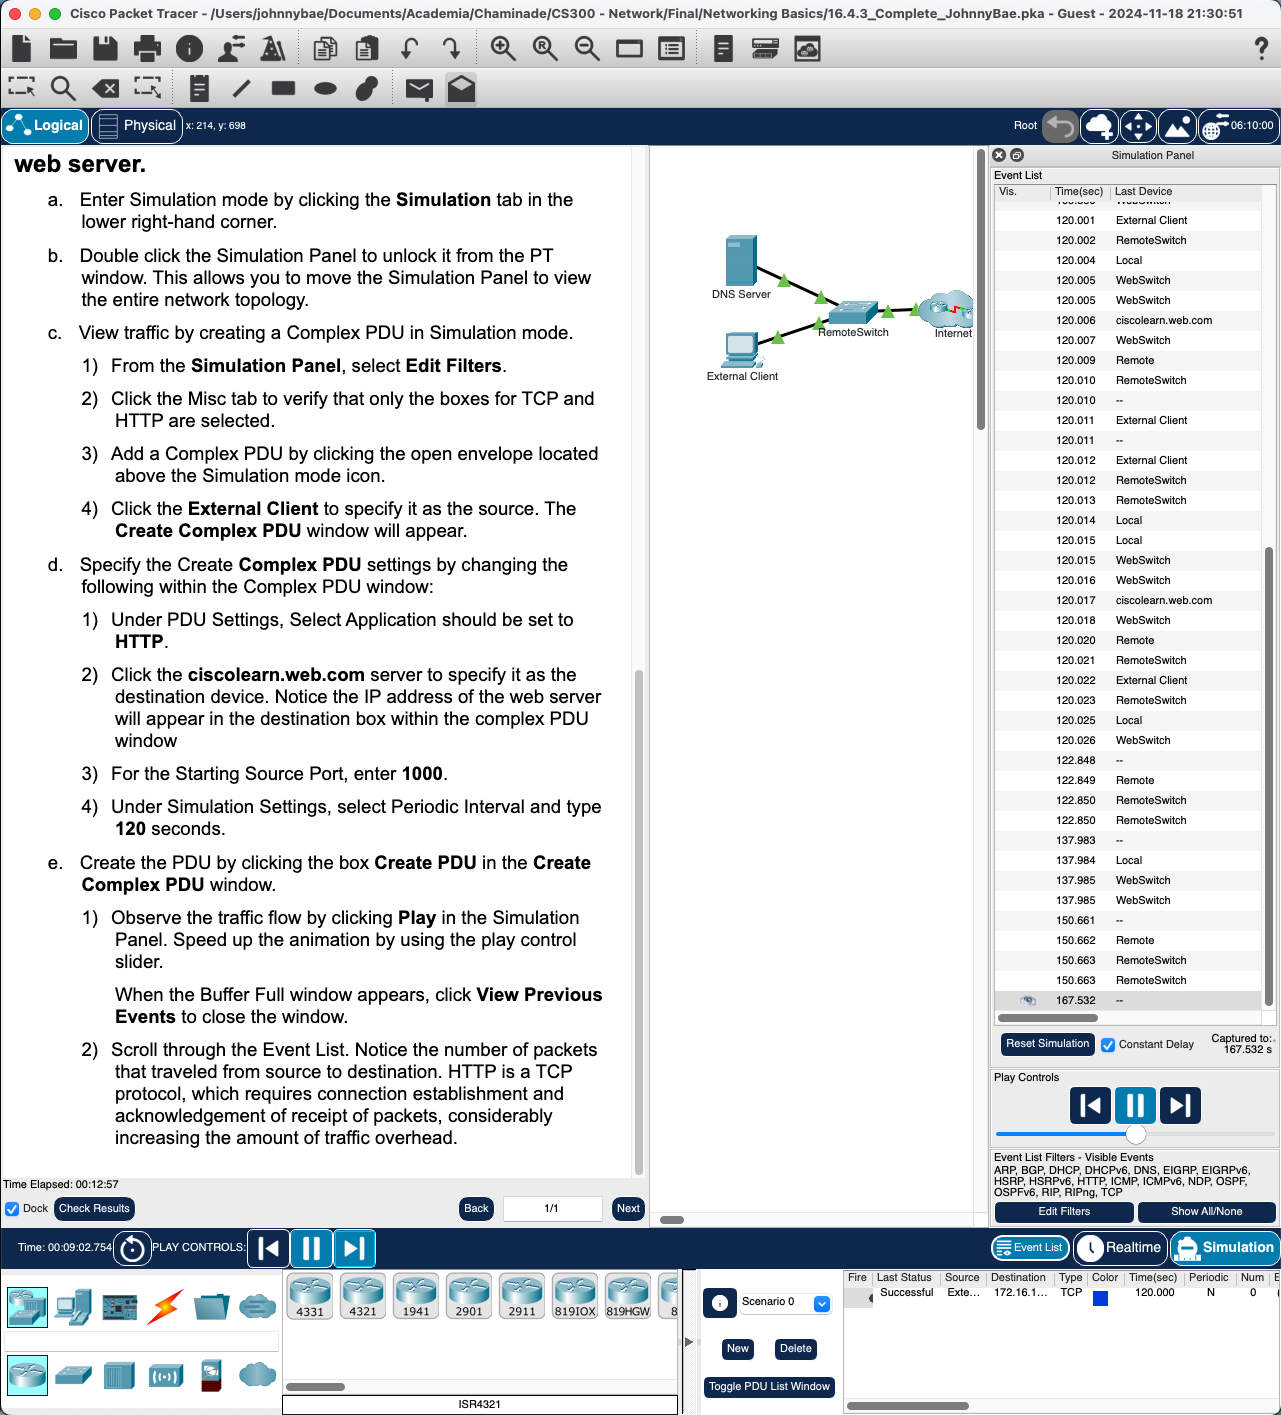 Cisco Packet Tracer - /Users/johnnybae/Documents/Academia/Chaminade/CS300 - Network/Final/Networking Basics/16.4.3_Complete_JohnnyBae.pka - Guest - 2024-11-18 21:30:51
Logical
Physical
x: 214, y: 698
Root
06:10:00
web server.
a. Enter Simulation mode by clicking the Simulation tab in the
lower right-hand corner.
b. Double click the Simulation Panel to unlock it from the PT
window. This allows you to move the Simulation Panel to view
the entire network topology.
c. View traffic by creating a Complex PDU in Simulation mode.
1) From the Simulation Panel, select Edit Filters.
2) Click the Misc tab to verify that only the boxes for TCP and
HTTP are selected.
3) Add a Complex PDU by clicking the open envelope located
above the Simulation mode icon.
4) Click the External Client to specify it as the source. The
Create Complex PDU window will appear.
d. Specify the Create Complex PDU settings by changing the
following within the Complex PDU window:
1) Under PDU Settings, Select Application should be set to
HTTP.
2) Click the ciscolearn.web.com server to specify it as the
destination device. Notice the IP address of the web server
will appear in the destination box within the complex PDU
window
3) For the Starting Source Port, enter 1000.
4) Under Simulation Settings, select Periodic Interval and type
120 seconds.
e. Create the PDU by clicking the box Create PDU in the Create
Complex PDU window.
1) Observe the traffic flow by clicking Play in the Simulation
Panel. Speed up the animation by using the play control
slider.
When the Buffer Full window appears, click View Previous
Events to close the window.
2) Scroll through the Event List. Notice the number of packets
that traveled from source to destination. HTTP is a TCP
protocol, which requires connection establishment and
acknowledgement of receipt of packets, considerably
increasing the amount of traffic overhead.
Time Elapsed: 00:12:57
Dock
Check Results
Back
1/1
Next
DNS Server
RemoteSwitch
Internet
External Client
Simulation Panel
Event List
Vis. Time(sec) Last Device
120.001 External Client
120.002 RemoteSwitch
120.004 Local
120.005 WebSwitch
120.005 WebSwitch
120.006 ciscolearn.web.com
120.007 WebSwitch
120.009 Remote
120.010 RemoteSwitch
120.010 --
120.011 External Client
120.011 --
120.012 External Client
120.012 RemoteSwitch
120.013 RemoteSwitch
120.014 Local
120.015 Local
120.015 WebSwitch
120.016 WebSwitch
120.017 ciscolearn.web.com
120.018 WebSwitch
120.020 Remote
120.021 RemoteSwitch
120.022 External Client
120.023 RemoteSwitch
120.025 Local
120.026 WebSwitch
122.848 --
122.849 Remote
122.850 RemoteSwitch
122.850 RemoteSwitch
137.983 --
137.984 Local
137.985 WebSwitch
137.985 WebSwitch
150.661 --
150.662 Remote
150.663 RemoteSwitch
150.663 RemoteSwitch
167.532 --
Reset Simulation
Constant Delay
Captured to:
167.532 s
Play Controls
Event List Filters - Visible Events
ARP, BGP, DHCP, DHCPv6, DNS, EIGRP, EIGRPv6,
HSRP, HSRPv6, HTTP, ICMP, ICMPv6, NDP, OSPF,
OSPFv6, RIP, RIPng, TCP
Edit Filters
Show All/None
Time: 00:09:02.754
PLAY CONTROLS:
Event List
Realtime
Simulation
4331 4321 1941 2901 2911 819IOX 819HGW 8
ISR4321
Scenario 0
New
Delete
Toggle PDU List Window
Fire Last Status Source Destination Type Color Time(sec) Periodic Num E
Successful Exte... 172.16.1... TCP 120.000 N 0